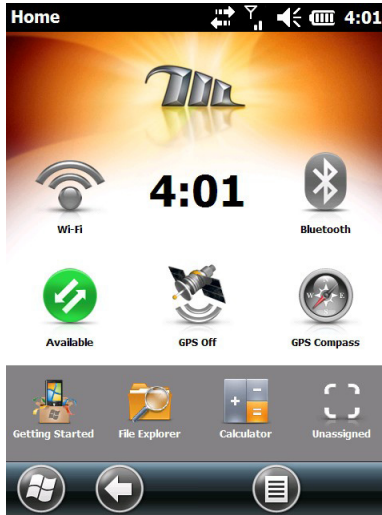 Home 4:01
4:01
Wi-Fi Bluetooth
Available GPS Off GPS Compass
Getting Started File Explorer Calculator Unassigned